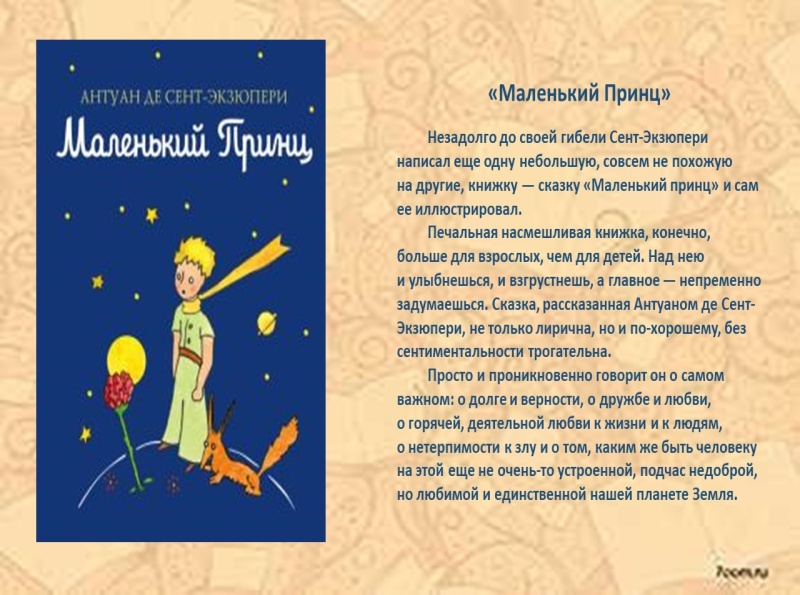 АНТУАН ДЕ СЕНТ-ЭКЗЮПЕРИ
Маленький Принц
«Маленький Принц»
Незадолго до своей гибели Сент-Экзюпери
написал еще одну небольшую, совсем не похожую
на другие, книжку — сказку «Маленький принц» и сам
ее иллюстрировал.
Печальная насмешливая книжка, конечно,
больше для взрослых, чем для детей. Над нею
и улыбнешься, и взгрустнешь, а главное — непременно
задумаешься. Сказка, рассказанная Антуаном де Сент-
Экзюпери, не только лирична, но и по-хорошему, без
сентиментальности трогательна.
Просто и проникновенно говорит он о самом
важном: о долге и верности, о дружбе и любви,
о горячей, деятельной любви к жизни и к людям,
о нетерпимости к злу и о том, каким же быть человеку
на этой еще не очень-то устроенной, подчас недоброй,
но любимой и единственной нашей планете Земля.
7oom.ru